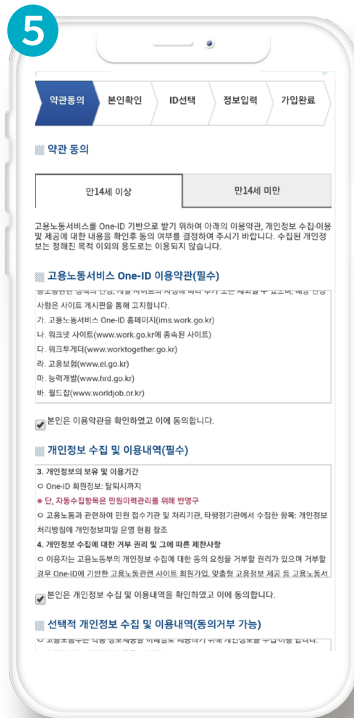 5
약관동의 본인확인 ID선택 정보입력 가입완료
약관 동의
만14세 이상 만14세 미만
고용노동서비스를 One-ID 기반으로 받기 위하여 아래의 이용약관, 개인정보 수집·이용
및 제공에 대한 내용을 확인후 동의 여부를 결정하여 주시기 바랍니다. 수집된 개인정
보는 정해진 목적 이외의 용도로는 이용되지 않습니다.
고용노동서비스 One-ID 이용약관(필수)
사항은 사이트 게시판을 통해 고지합니다.
가. 고용노동서비스 One-ID 홈페이지(ims.work.go.kr)
나. 워크넷 사이트(www.work.go.kr에 종속된 사이트)
다. 워크투게더(www.worktogether.go.kr)
라. 고용보험(www.ei.go.kr)
마. 능력개발(www.hrd.go.kr)
바. 월드잡(www.worldjob.or.kr)
본인은 이용약관을 확인하였고 이에 동의합니다.
개인정보 수집 및 이용내역(필수)
3. 개인정보의 보유 및 이용기간
ㅇ One-ID 회원정보: 탈퇴시까지
※ 단, 자동수집항목은 민원이력관리를 위해 반영구
ㅇ 고용노동과 관련하여 민원 접수기관 및 처리기관, 타행정기관에서 수집한 항목: 개인정보
처리방침에 개인정보파일 운영 현황 참조
4. 개인정보 수집에 대한 거부 권리 및 그에 따른 제한사항
ㅇ 이용자는 고용노동부의 개인정보 수집에 대한 동의 요청을 거부할 권리가 있으며 거부할
경우 One-ID에 기반한 고용노동관련 사이트 회원가입, 맞춤형 고용정보 제공 등 고용노동서
본인은 개인정보 수집 및 이용내역을 확인하였고 이에 동의합니다.
선택적 개인정보 수집 및 이용내역(동의거부 가능)